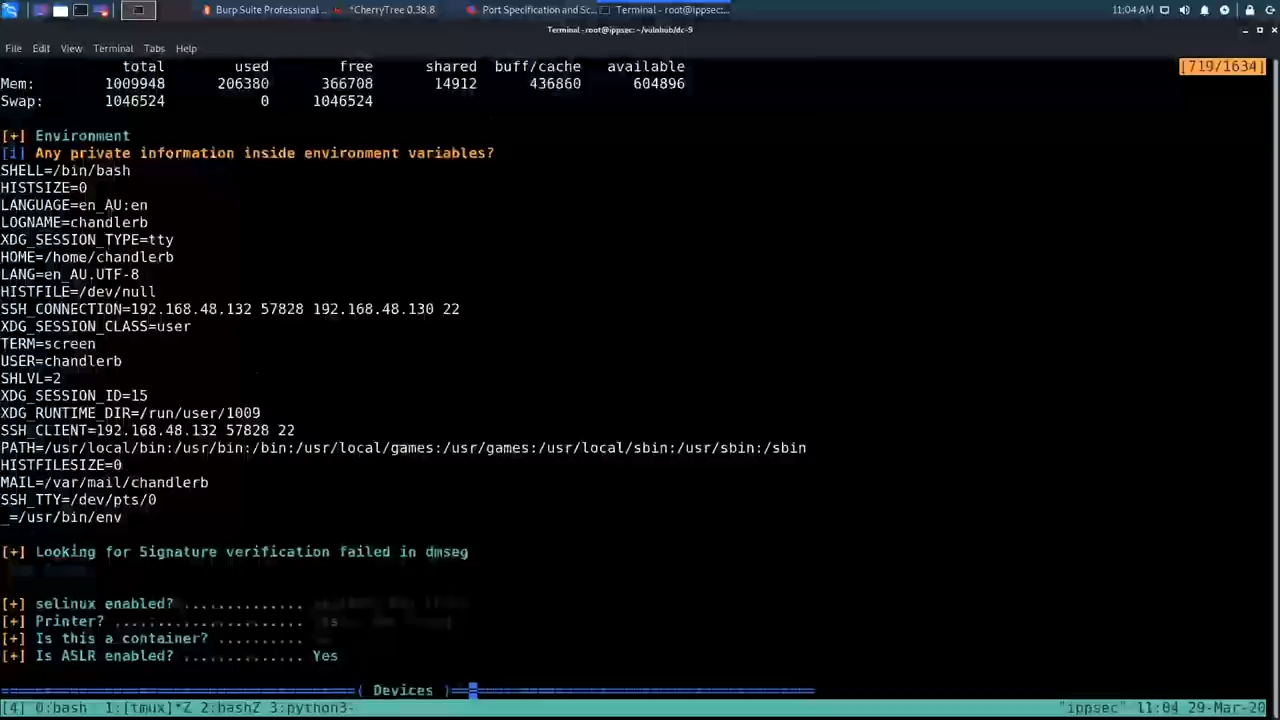 Burp Suite Professional ... *CherryTree 0.38.8 Port Specification and Sc... Terminal - root@ippsec:... 11:04 AM
Terminal - root@ippsec: ~/vulnhub/dc-9
File Edit View Terminal Tabs Help
total used free shared buff/cache available [719/1634]
Mem: 1009948 206380 366708 14912 436860 604896
Swap: 1046524 0 1046524
[+] Environment
[i] Any private information inside environment variables?
SHELL=/bin/bash
HISTSIZE=0
LANGUAGE=en_AU:en
LOGNAME=chandlerb
XDG_SESSION_TYPE=tty
HOME=/home/chandlerb
LANG=en_AU.UTF-8
HISTFILE=/dev/null
SSH_CONNECTION=192.168.48.132 57828 192.168.48.130 22
XDG_SESSION_CLASS=user
TERM=screen
USER=chandlerb
SHLVL=2
XDG_SESSION_ID=15
XDG_RUNTIME_DIR=/run/user/1009
SSH_CLIENT=192.168.48.132 57828 22
PATH=/usr/local/bin:/usr/bin:/bin:/usr/local/games:/usr/games:/usr/local/sbin:/usr/sbin:/sbin
HISTFILESIZE=0
MAIL=/var/mail/chandlerb
SSH_TTY=/dev/pts/0
_=/usr/bin/env
[+] Looking for Signature verification failed in dmseg
[+] selinux enabled? ..............
[+] Printer? ......................
[+] Is this a container? ..........
[+] Is ASLR enabled? .............. Yes
( Devices )
[4] 0:bash 1:[tmux]*Z 2:bashZ 3:python3- "ippsec" 11:04 29-Mar-20